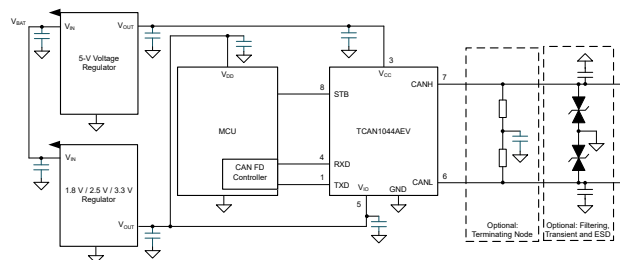 VBAT
VIN
VOUT
5-V Voltage
Regulator
3
VDD
VCC
7
CANH
8
STB
MCU
TCAN1044AEV
VIN
4
RXD
CAN FD
Controller
1
TXD
VIO
GND
CANL
6
1.8 V / 2.5 V / 3.3 V
Regulator
5
VOUT
Optional:
Terminating Node
Optional: Filtering,
Transient and ESD